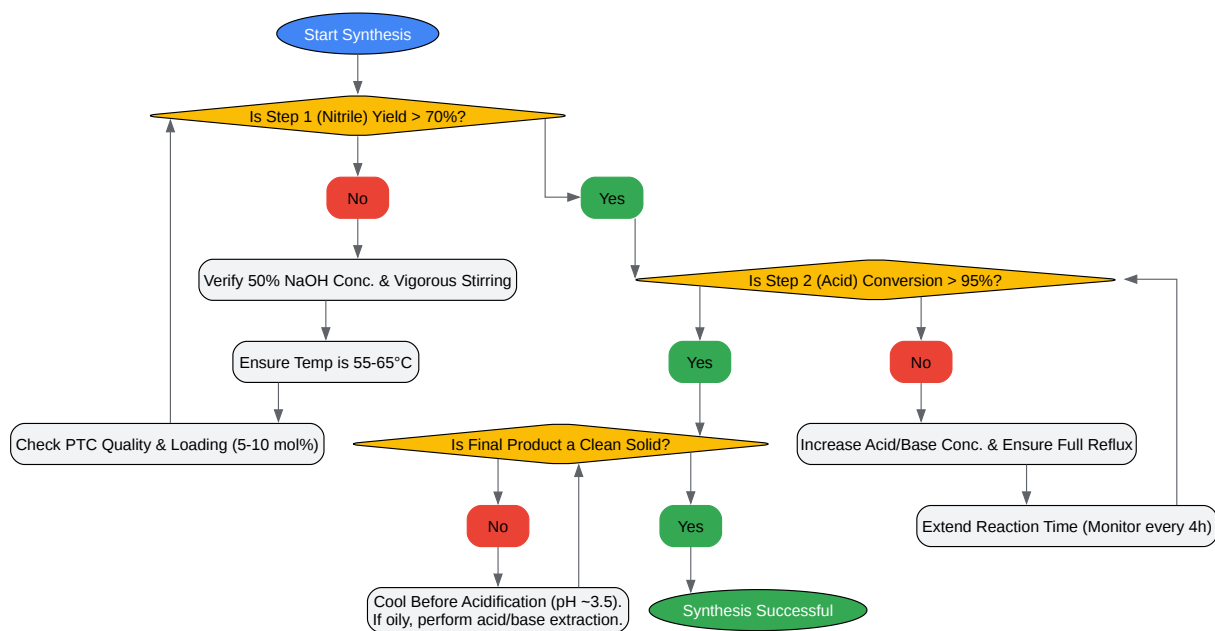 Start Synthesis
Is Step 1 (Nitrile) Yield > 70%?
No
Yes
Verify 50% NaOH Conc. & Vigorous Stirring
Is Step 2 (Acid) Conversion > 95%?
Ensure Temp is 55-65°C
Yes
No
Check PTC Quality & Loading (5-10 mol%)
Is Final Product a Clean Solid?
Increase Acid/Base Conc. & Ensure Full Reflux
No
Yes
Extend Reaction Time (Monitor every 4h)
Cool Before Acidification (pH ~3.5).
If oily, perform acid/base extraction.
Synthesis Successful